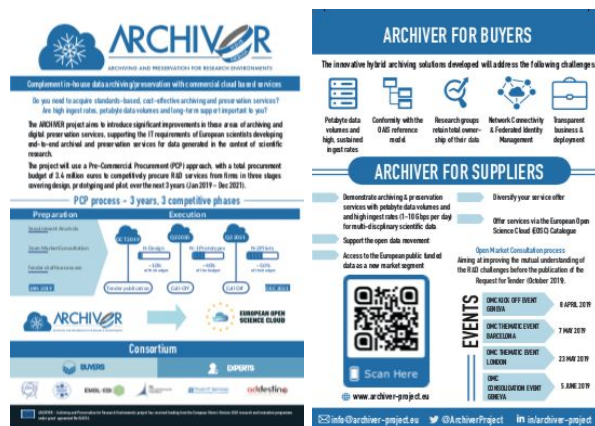 ARCHIVER
ARCHIVING AND PRESERVATION FOR RESEARCH ENVIRONMENTS
Complement in-house data archiving/preservation with commercial cloud based services
Do you need to acquire standards-based, cost-effective archiving and preservation services?
Are high ingest rates, petabyte data volumes and long-term support important to you?
The ARCHIVER project aims to introduce significant improvements in these areas of archiving and
digital preservation services, supporting the IT requirements of European scientists developing
end-to-end archival and preservation services for data generated in the context of scientific
research.
The project will use a Pre-Commercial Procurement (PCP) approach, with a total procurement
budget of 3.4 million euros to competitively procure R&D services from firms in three stages
covering design, prototyping and pilot over the next 3 years (Jan 2019 - Dec 2021).
PCP process - 3 years, 3 competitive phases
Preparation
Execution
Open Market Consultation
N-Design
Tender publication
Call-Off
Call-Off
DEC 2021
JAN 2019
ARCHIVER
EUROPEAN OPEN
SCIENCE CLOUD
Consortium
BUYERS
EXPERTS
EMBL-EBI
addestino
ARCHIVER FOR BUYERS
The innovative hybrid archiving solutions developed will address the following challenges
Petabyte data
volumes and
high, sustained
ingest rates
Conformity with the
OAIS reference
model
Research groups
retain total owner-
ship of their data
Network Connectivity
& Federated Identity
Management
Transparent
business &
deployment
ARCHIVER FOR SUPPLIERS
Demonstrate archiving & preservation
services with petabyte data volumes and
and high ingest rates (1-10 Gbps per day)
for multi-disciplinary scientific data
Support the open data movement
Access to the European public funded
data as a new market segment
Diversify your service offer
Offer services via the European Open
Science Cloud (EOSC) Catalogue
Open Market Consultation process
Aiming at improving the mutual understanding of
the R&D challenges before the publication of the
Request for Tender (October 2019).
Scan Here
www.archiver-project.eu
EVENTS
OMC KICK OFF EVENT
GENEVA
8 APRIL 2019
OMC THEMATIC EVENT
BARCELONA
7 MAY 2019
OMC THEMATIC EVENT
LONDON
23 MAY 2019
OMC
CONSOLIDATION EVENT
GENEVA
5 JUNE 2019
info@archiver-project.eu
@ArchiverProject
in/archiver-project